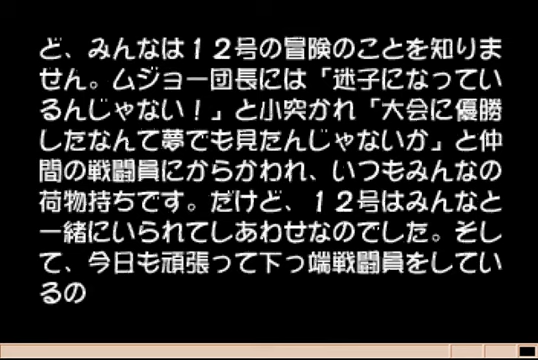 ど、みんなは１２号の冒険のことを知りま
せん。ムジョー団長には「迷子になってい
るんじゃない！」と小突かれ「大会に優勝
したなんて夢でも見たんじゃないか」と仲
間の戦闘員にからかわれ、いつもみんなの
荷物持ちです。だけど、１２号はみんなと
一緒にいられてしあわせなのでした。そし
て、今日も頑張って下っ端戦闘員をしてい
るの